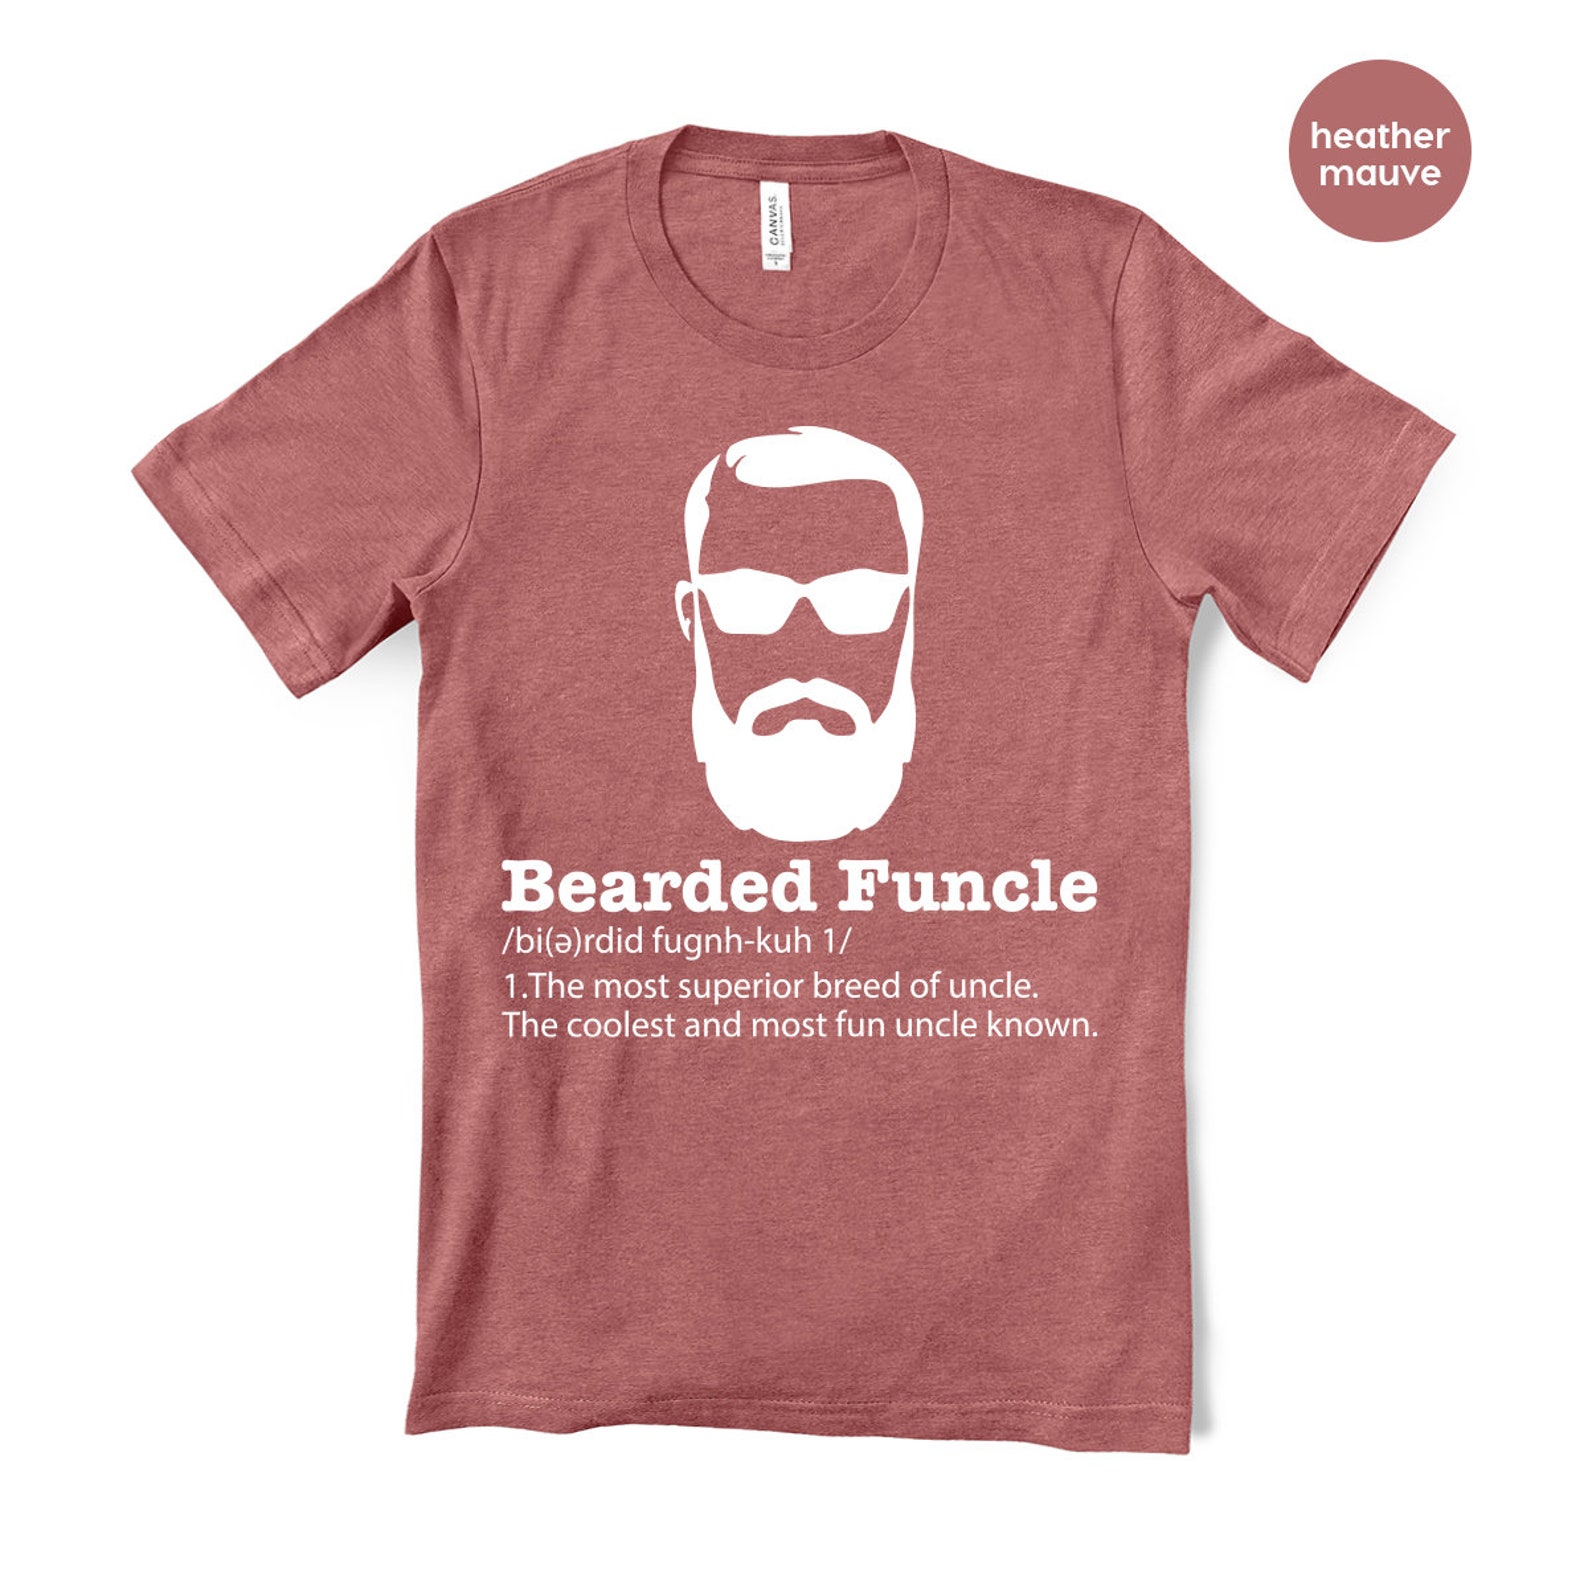 heather
mauve
CANVAS
Bearded Funcle
/bi(ə)rdid fugnh-kuh 1/
1.The most superior breed of uncle.
The coolest and most fun uncle known.